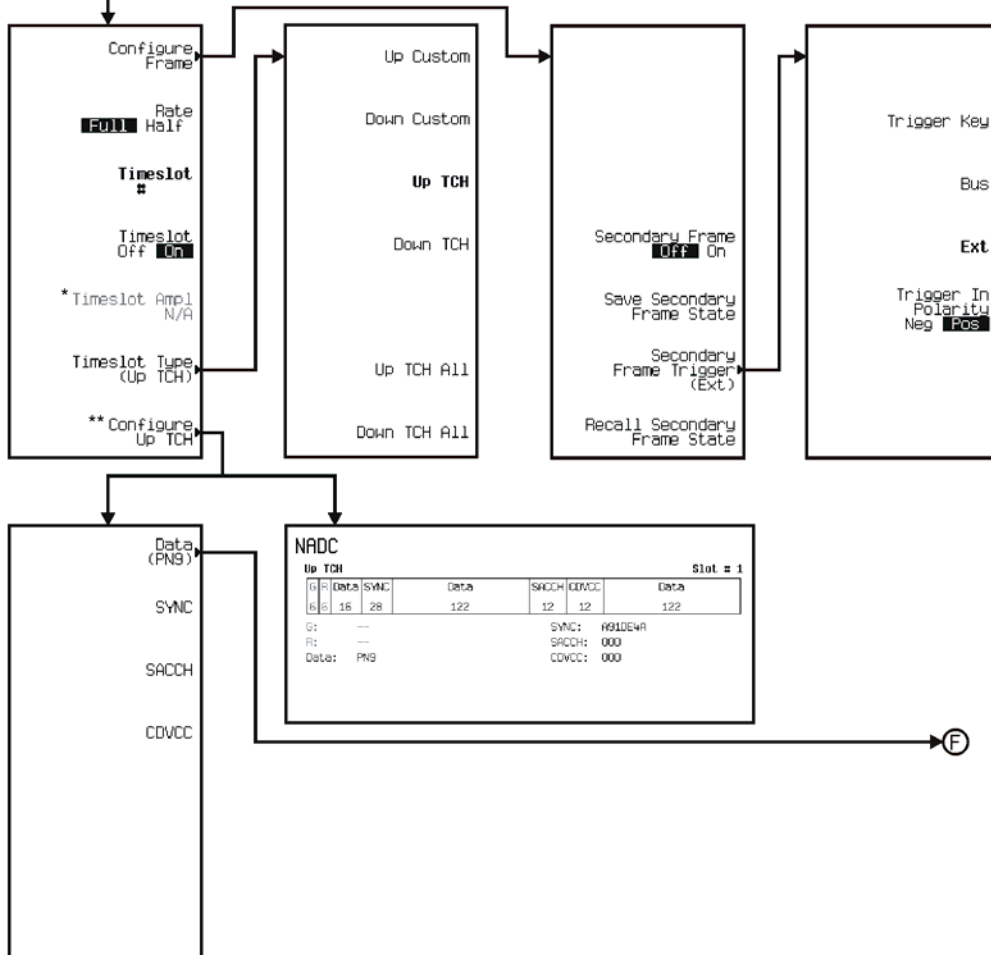 Configure
Frame
Rate
Full Half
Timeslot
#
Timeslot
Off On
*Timeslot Ampl
N/A
Timeslot Type
(Up TCH)
**Configure
Up TCH
Up Custom
Down Custom
Up TCH
Down TCH
Up TCH All
Down TCH All
Secondary Frame
Off On
Save Secondary
Frame State
Secondary
Frame Trigger
(Ext)
Recall Secondary
Frame State
Trigger Key
Bus
Ext
Trigger In
Polarity
Neg Pos
Data
(PN9)
SYNC
SACCH
CDVCC
NADC
Up TCH Slot # 1
G R Data SYNC Data SACCH CDVCC Data
6 6 16 28 122 12 12 122
G: -- SYNC: A91DE4A
R: -- SACCH: 000
Data: PN9 CDVCC: 000
F